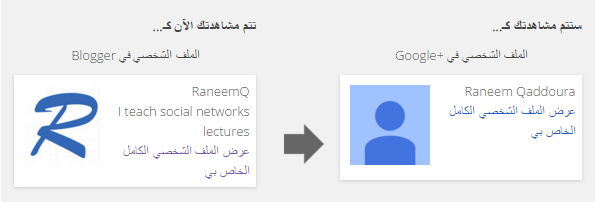 ستتم مشاهدتك كـ...
الملف الشخصي في Google+
Raneem Qaddoura
عرض الملف الشخصي الكامل
الخاص بي
تتم مشاهدتك الآن كـ...
الملف الشخصي في Blogger
R
RaneemQ
I teach social networks
lectures
عرض الملف الشخصي الكامل
الخاص بي